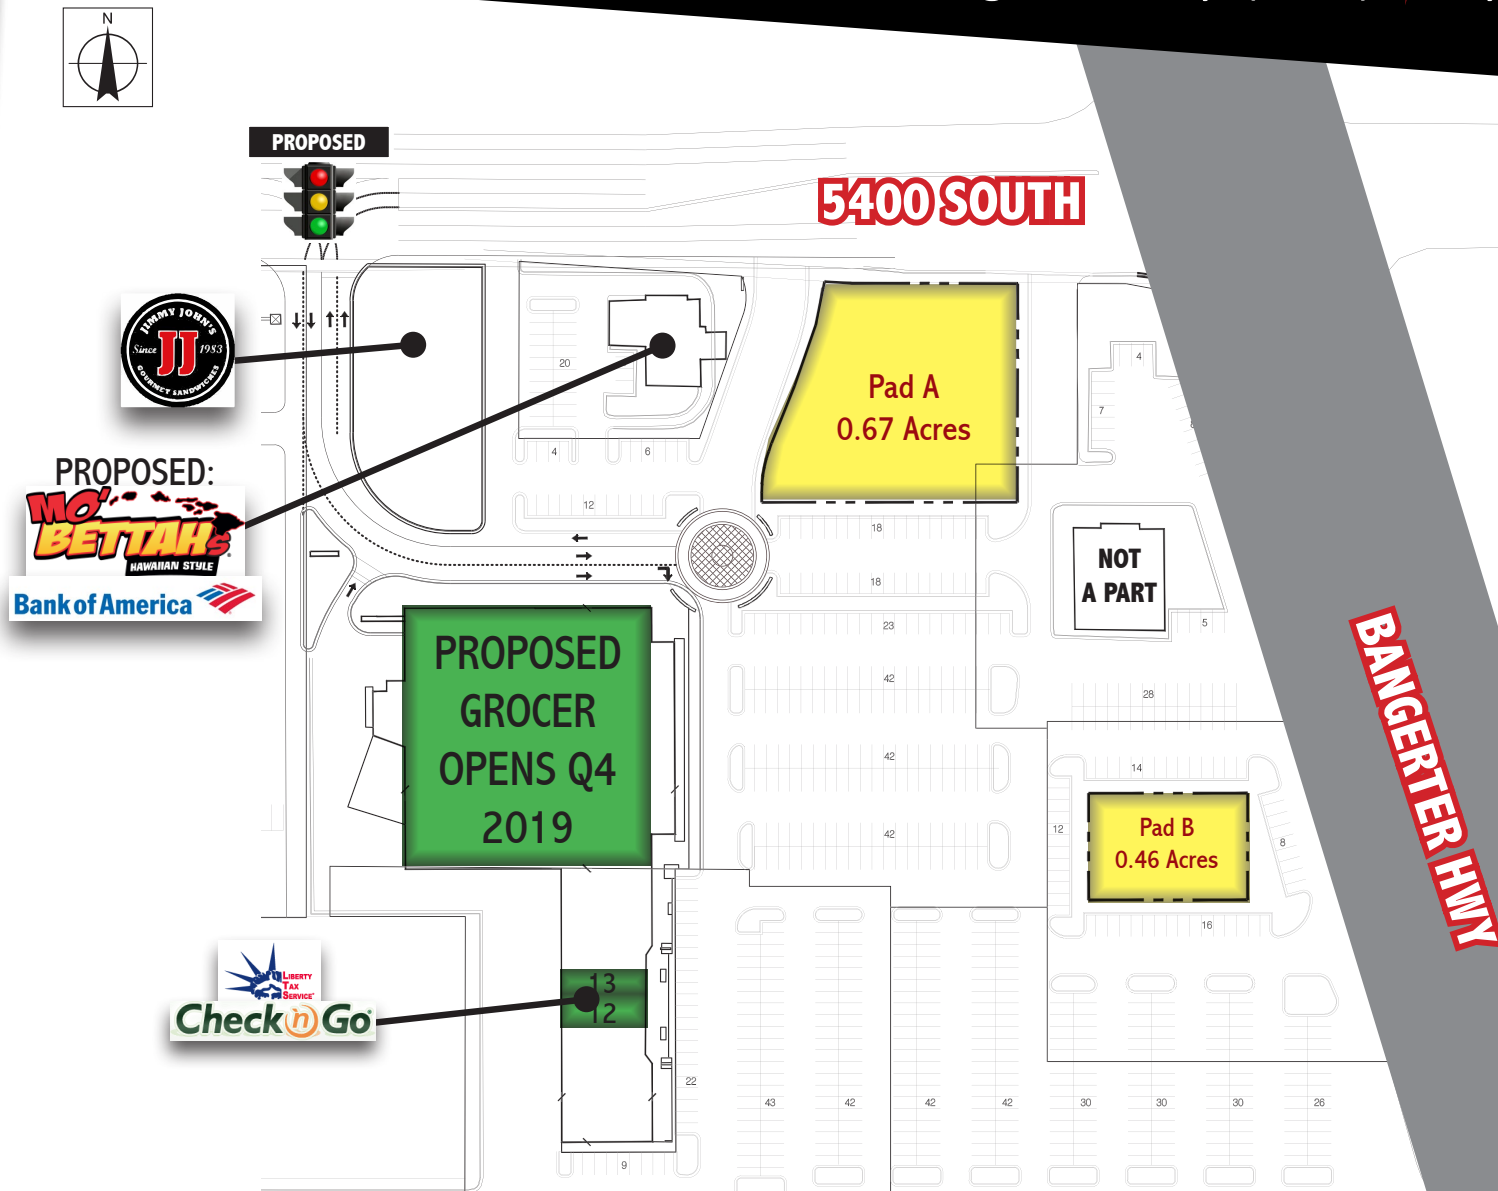 N
PROPOSED
5400 SOUTH
JIMMY JOHN'S
Since 1983
JJ
GOURMET SANDWICHES
20
Pad A
0.67 Acres
4
7
4
6
PROPOSED:
MO'
BETTAHs
HAWAIIAN STYLE
Bank of America
12
18
NOT
A PART
18
23
5
PROPOSED
GROCER
OPENS Q4
2019
42
28
BANGERTER HWY
42
14
42
12
Pad B
0.46 Acres
8
16
LIBERTY
TAX
SERVICE
Check 'n Go
13
12
22
43
42
42
42
30
30
30
26
9